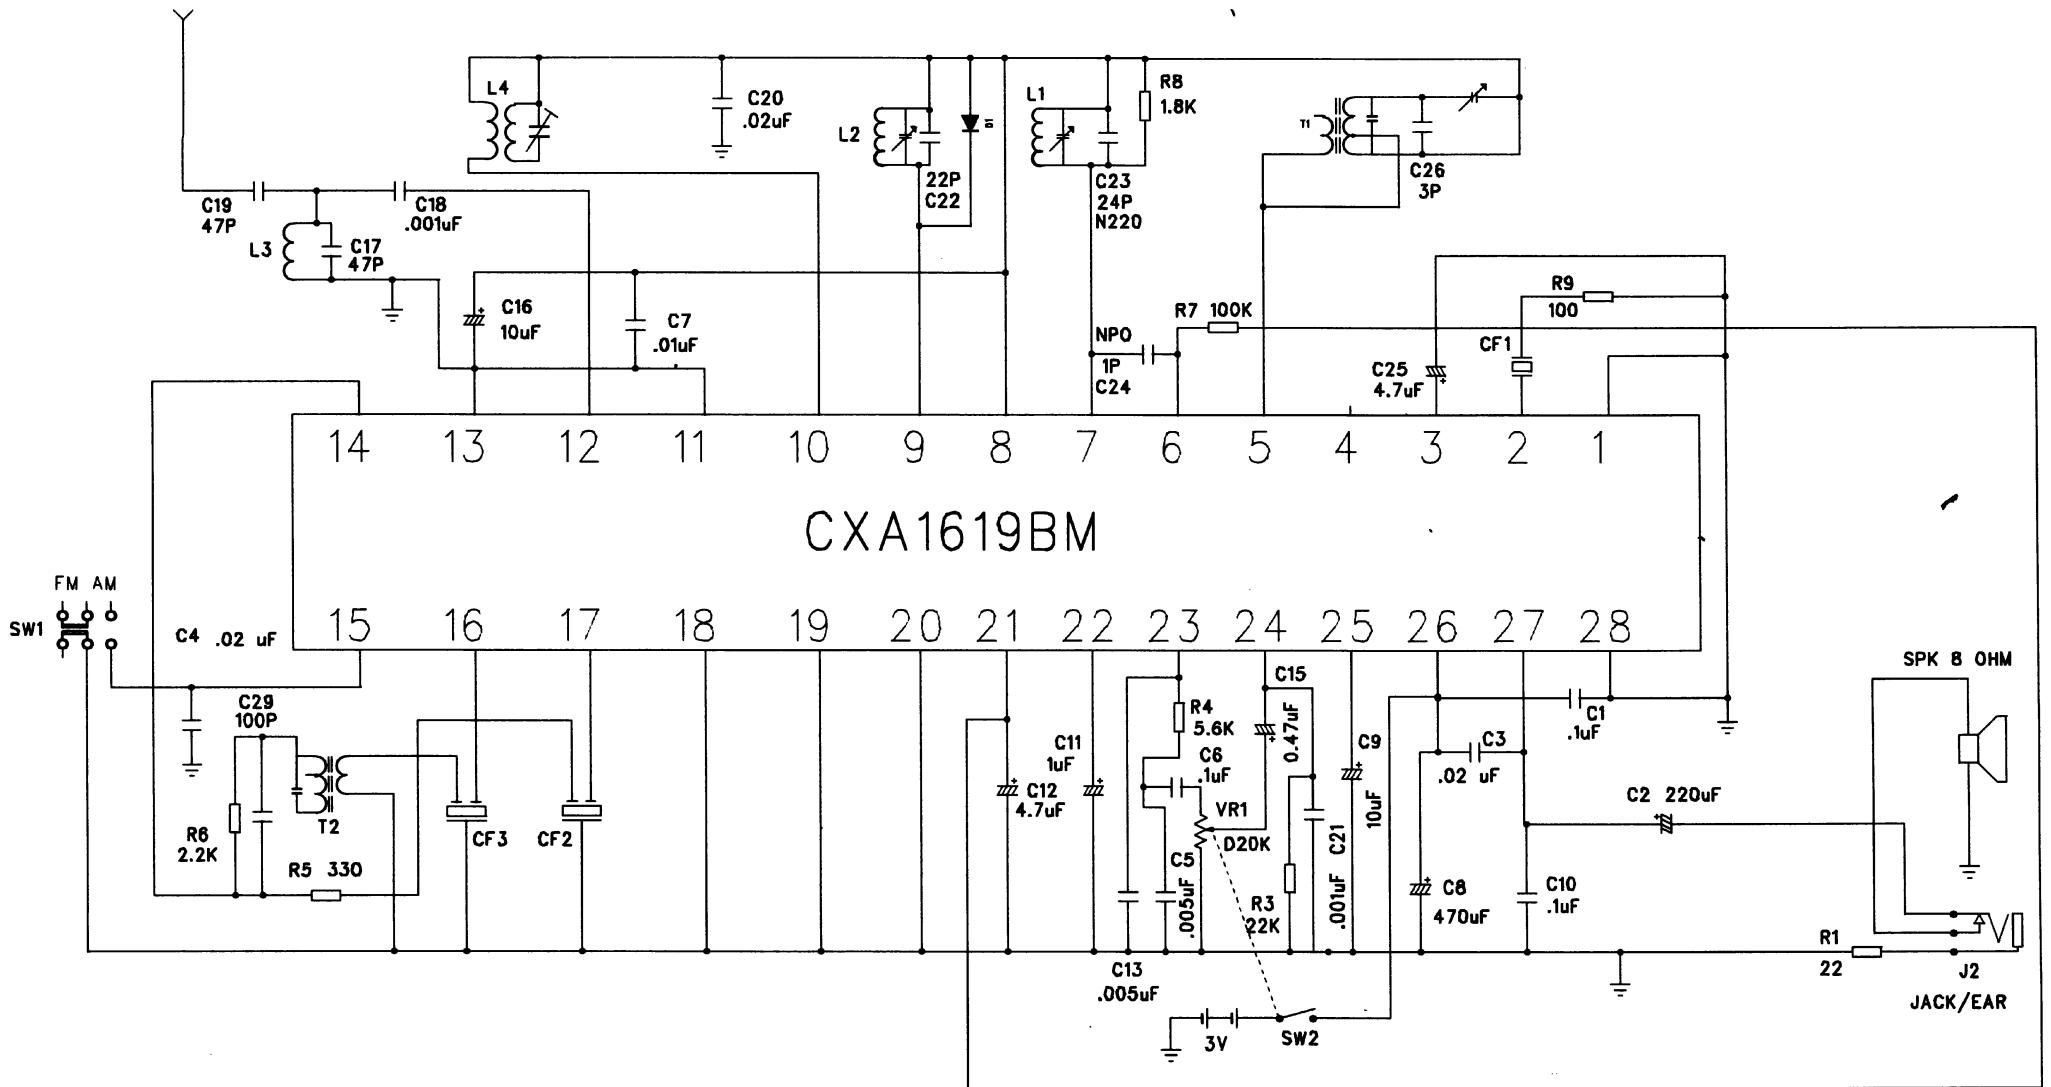 L4
C20
.02uF
L2
D1
22P
C22
L1
R8
1.8K
C23
24P
N220
T1
C26
3P
C19
47P
C18
.001uF
L3
C17
47P
C16
10uF
C7
.01uF
R7 100K
NPO
1P
C24
R9
100
CF1
C25
4.7uF
14 13 12 11 10 9 8 7 6 5 4 3 2 1
CXA1619BM
15 16 17 18 19 20 21 22 23 24 25 26 27 28
FM AM
SW1
C4 .02 uF
C29
100P
T2
R6
2.2K
R5 330
CF3
CF2
C12
4.7uF
C11
1uF
R4
5.6K
C6
.1uF
VR1
D20K
C5
.005uF
C13
.005uF
C15
0.47uF
R3
22K
C21
.001uF
C9
10uF
C1
.1uF
C3
.02 uF
C8
470uF
C10
.1uF
C2 220uF
SPK 8 OHM
R1
22
J2
JACK/EAR
3V
SW2